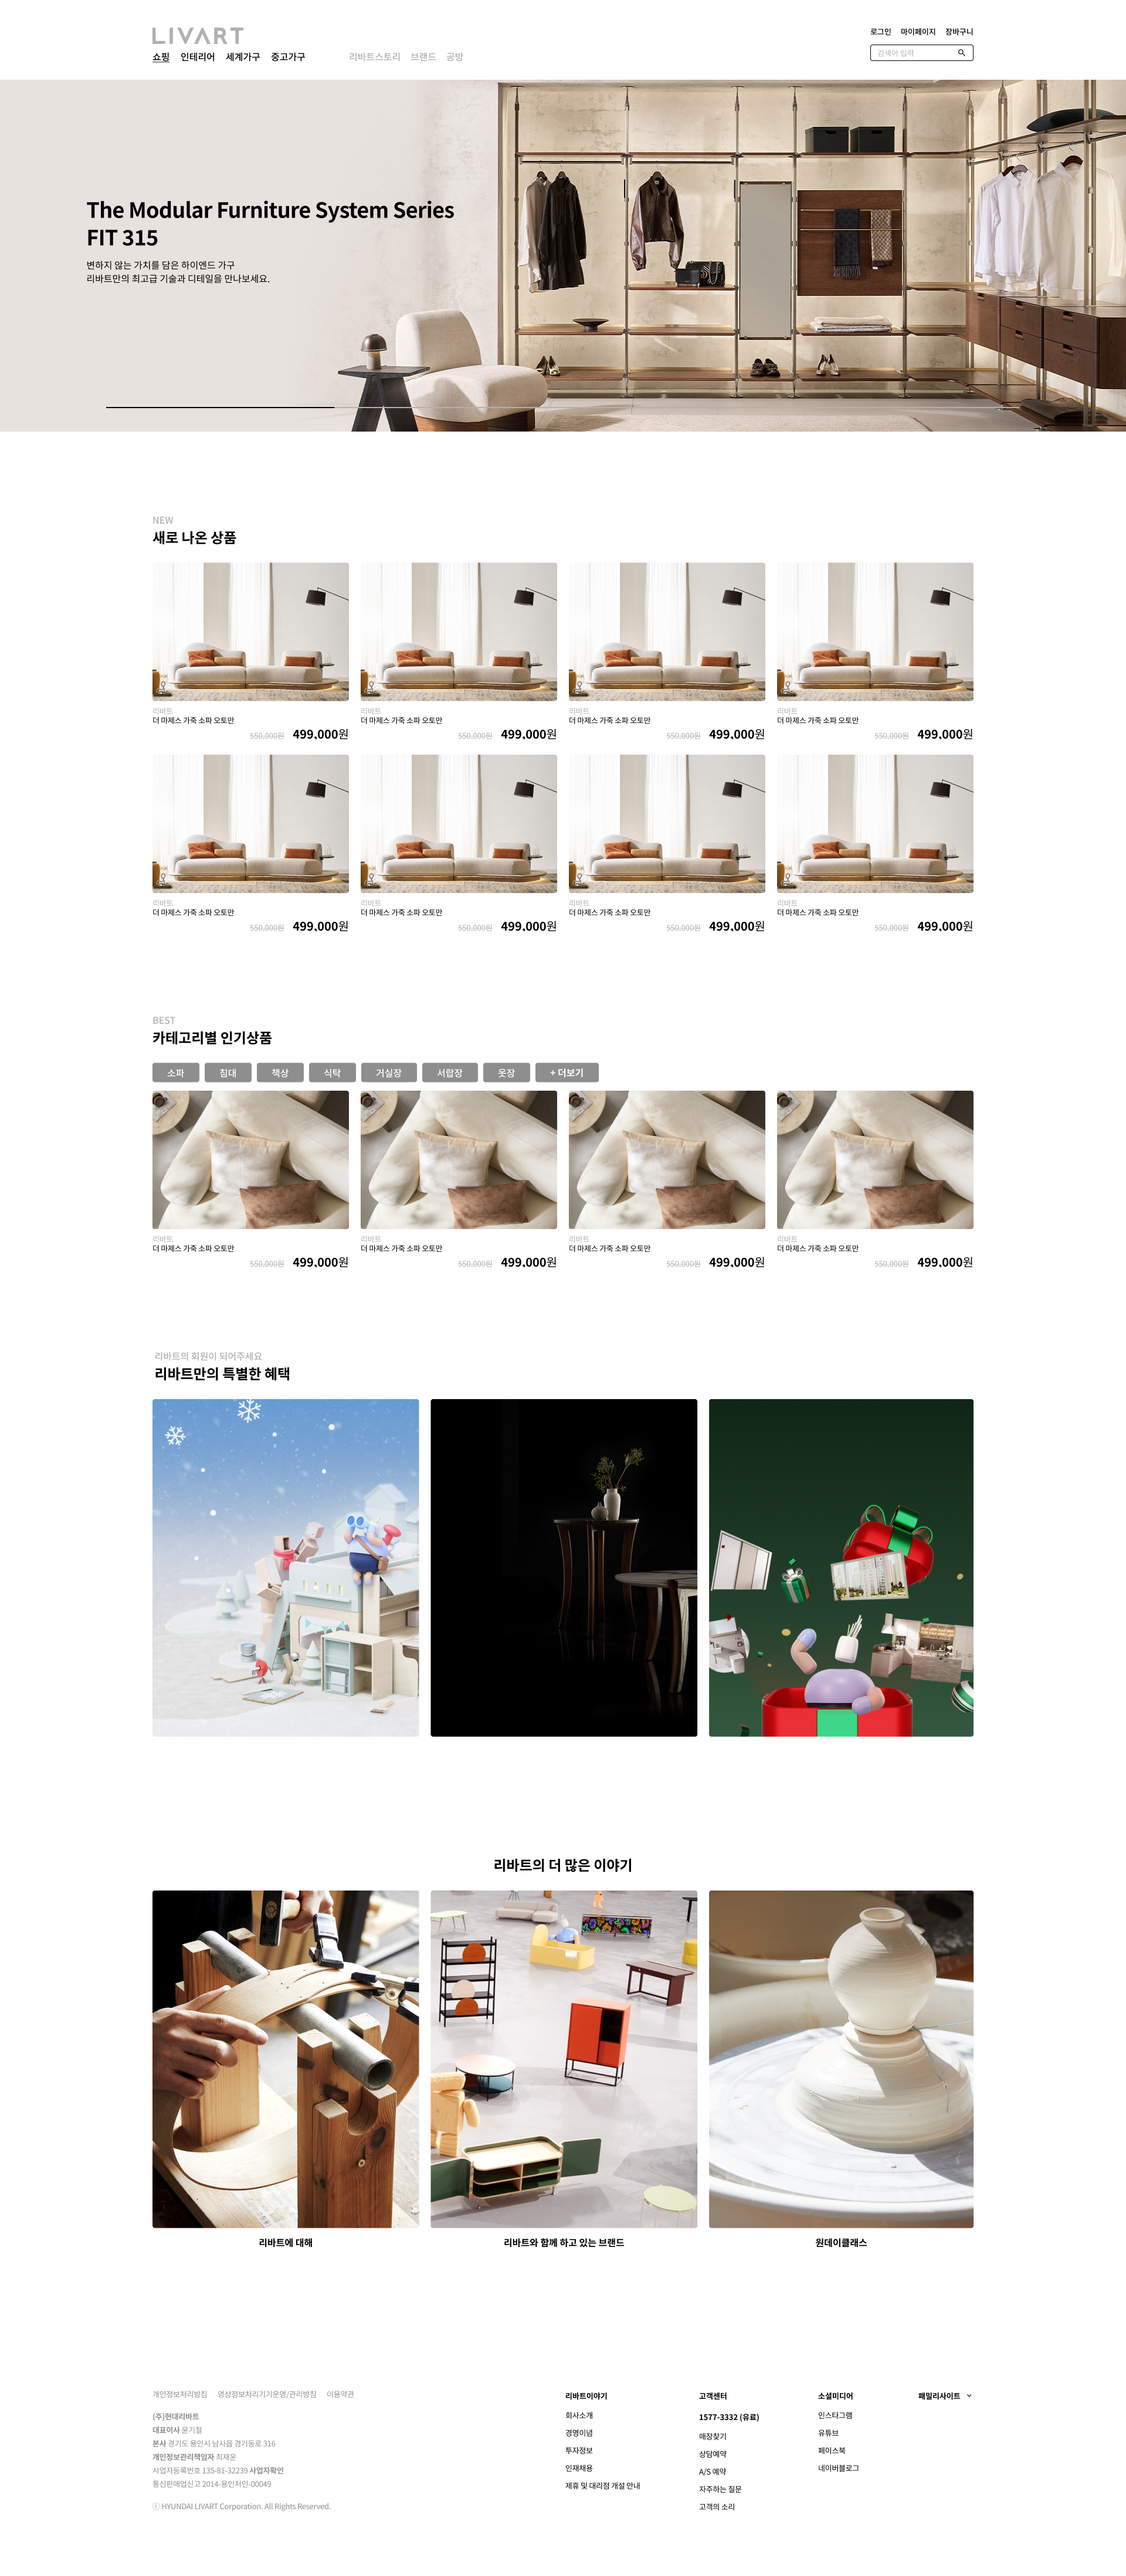 LIVART
로그인 마이페이지 장바구니
쇼핑 인테리어 세계가구 중고가구 리바트스토리 브랜드 공방
검색어 입력
The Modular Furniture System Series
FIT 315
변하지 않는 가치를 담은 하이엔드 가구
리바트만의 최고급 기술과 디테일을 만나보세요.
NEW
새로 나온 상품
리바트 리바트 리바트 리바트
더 마제스 가죽 소파 오토만 더 마제스 가죽 소파 오토만 더 마제스 가죽 소파 오토만 더 마제스 가죽 소파 오토만
550,000원 499,000원 550,000원 499,000원 550,000원 499,000원 550,000원 499,000원
리바트 리바트 리바트 리바트
더 마제스 가죽 소파 오토만 더 마제스 가죽 소파 오토만 더 마제스 가죽 소파 오토만 더 마제스 가죽 소파 오토만
550,000원 499,000원 550,000원 499,000원 550,000원 499,000원 550,000원 499,000원
BEST
카테고리별 인기상품
소파 침대 책상 식탁 거실장 서랍장 옷장 + 더보기
리바트 리바트 리바트 리바트
더 마제스 가죽 소파 오토만 더 마제스 가죽 소파 오토만 더 마제스 가죽 소파 오토만 더 마제스 가죽 소파 오토만
550,000원 499,000원 550,000원 499,000원 550,000원 499,000원 550,000원 499,000원
리바트의 회원이 되어주세요
리바트만의 특별한 혜택
리바트의 더 많은 이야기
리바트에 대해 리바트와 함께 하고 있는 브랜드 원데이클래스
개인정보처리방침 영상정보처리기기운영/관리방침 이용약관
(주)현대리바트
대표이사 윤기철
본사 경기도 용인시 남사읍 경기동로 316
개인정보관리책임자 최재운
사업자등록번호 135-81-32239 사업자확인
통신판매업신고 2014-용인처인-00049
ⓒ HYUNDAI LIVART Corporation. All Rights Reserved.
리바트이야기
회사소개
경영이념
투자정보
인재채용
제휴 및 대리점 개설 안내
고객센터
1577-3332 (유료)
매장찾기
상담예약
A/S 예약
자주하는 질문
고객의 소리
소셜미디어
인스타그램
유튜브
페이스북
네이버블로그
패밀리사이트